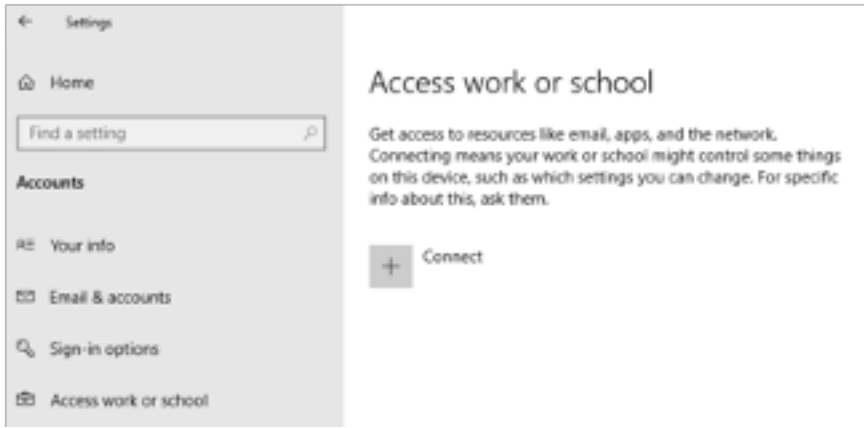 Settings
Home
Find a setting
Accounts
Your info
Email & accounts
Sign-in options
Access work or school
Access work or school
Get access to resources like email, apps, and the network.
Connecting means your work or school might control some things
on this device, such as which settings you can change. For specific
info about this, ask them.
Connect